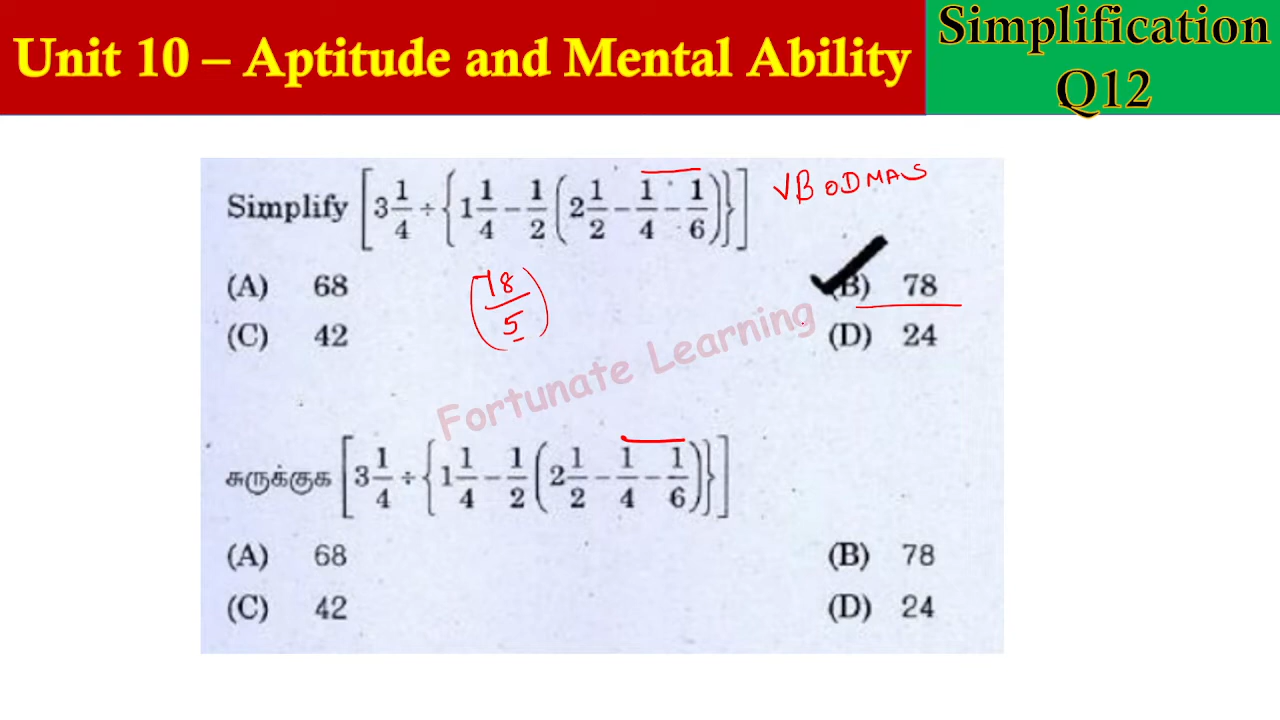 Unit 10 – Aptitude and Mental Ability
Simplification
Q12
Simplify [3 1/4 ÷ {1 1/4 − 1/2 (2 1/2 − 1/4 − 1/6)}]
VBODMAS
(A) 68
(B) 78
(78/5)
(C) 42
(D) 24
Fortunate Learning
சுருக்குக [3 1/4 ÷ {1 1/4 − 1/2 (2 1/2 − 1/4 − 1/6)}]
(A) 68
(B) 78
(C) 42
(D) 24